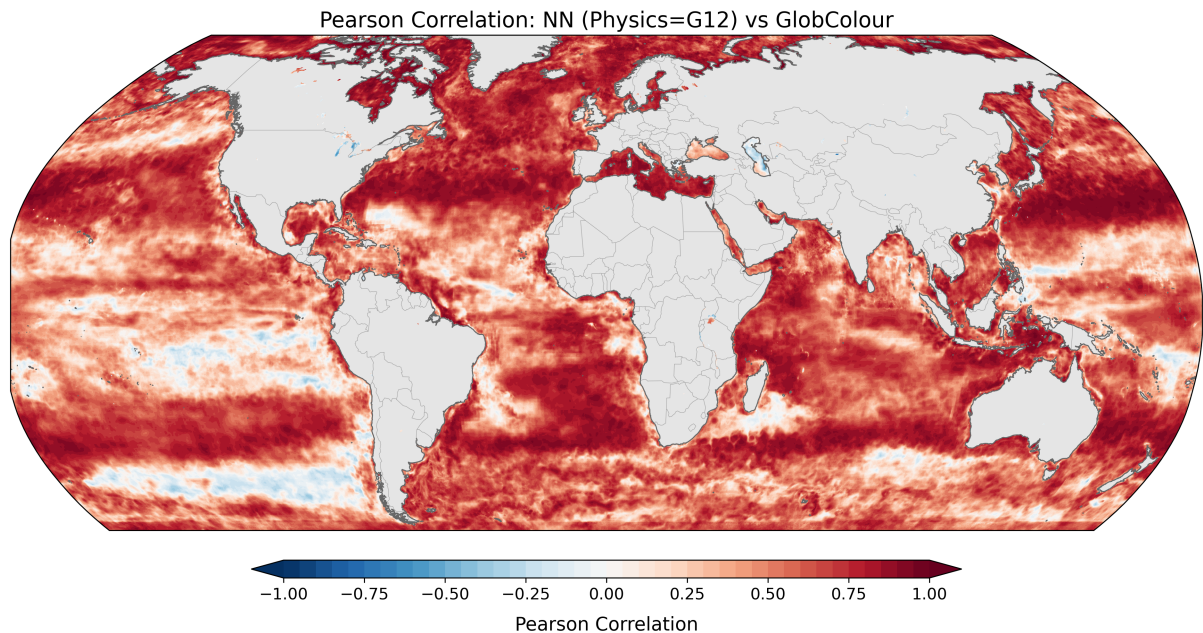 Pearson Correlation: NN (Physics=G12) vs GlobColour
−1.00 −0.75 −0.50 −0.25 0.00 0.25 0.50 0.75 1.00
Pearson Correlation